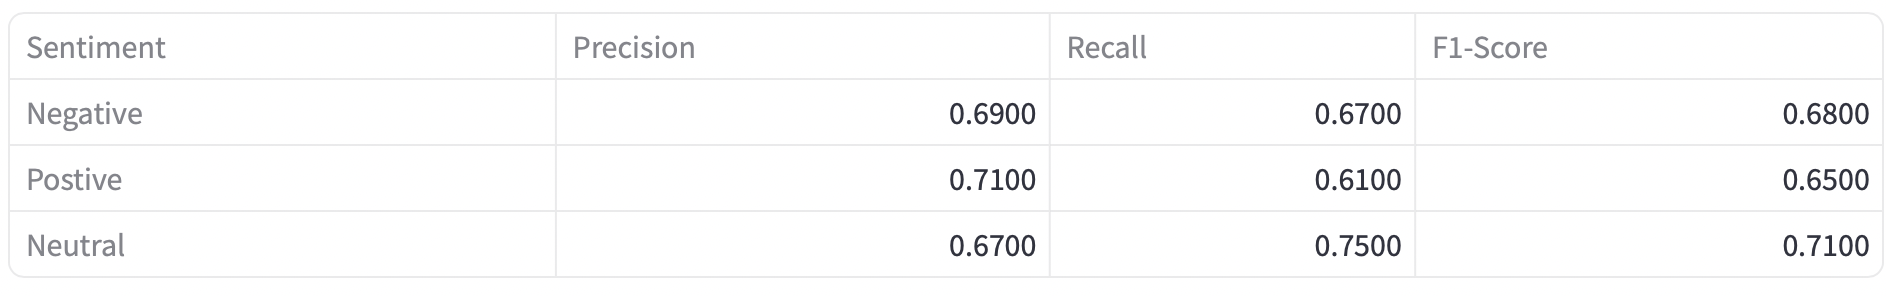 Sentiment Precision Recall F1-Score
Negative 0.6900 0.6700 0.6800
Postive 0.7100 0.6100 0.6500
Neutral 0.6700 0.7500 0.7100